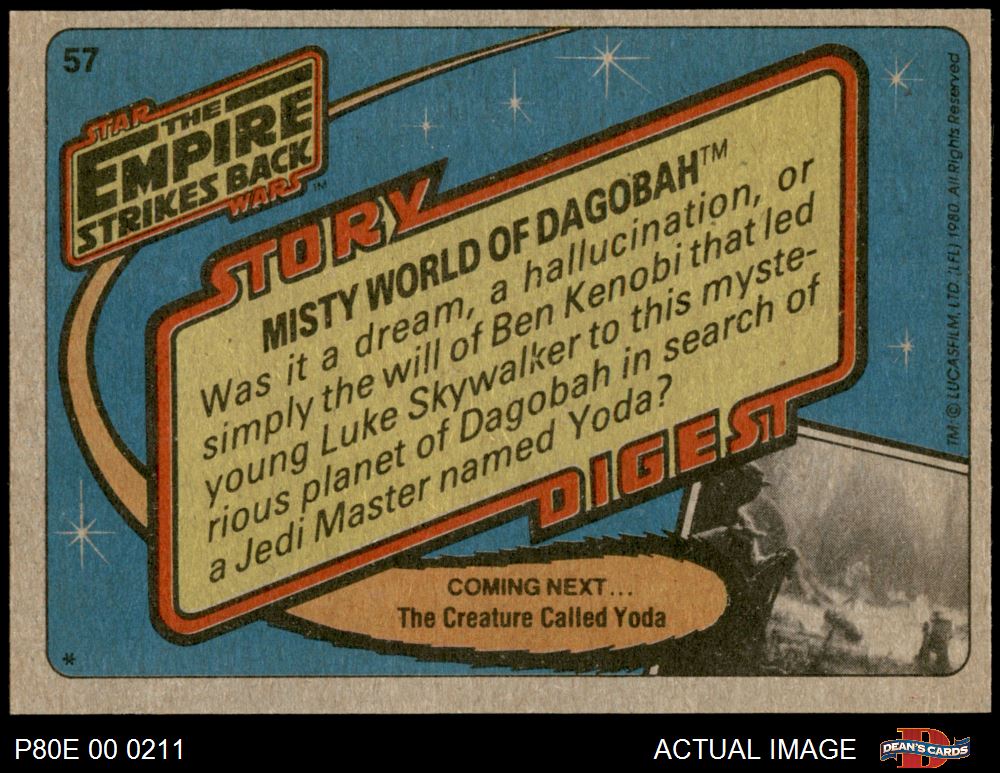 57
STAR
THE
EMPIRE
STRIKES BACK
WARS™
STORY
MISTY WORLD OF DAGOBAH™
Was it a dream, a hallucination, or
simply the will of Ben Kenobi that led
young Luke Skywalker to this myste-
rious planet of Dagobah in search of
a Jedi Master named Yoda?
DIGEST
COMING NEXT...
The Creature Called Yoda
*
TM: © LUCASFILM, LTD. (LFL) 1980. All Rights Reserved
P80E 00 0211
ACTUAL IMAGE
D
DEAN'S CARDS